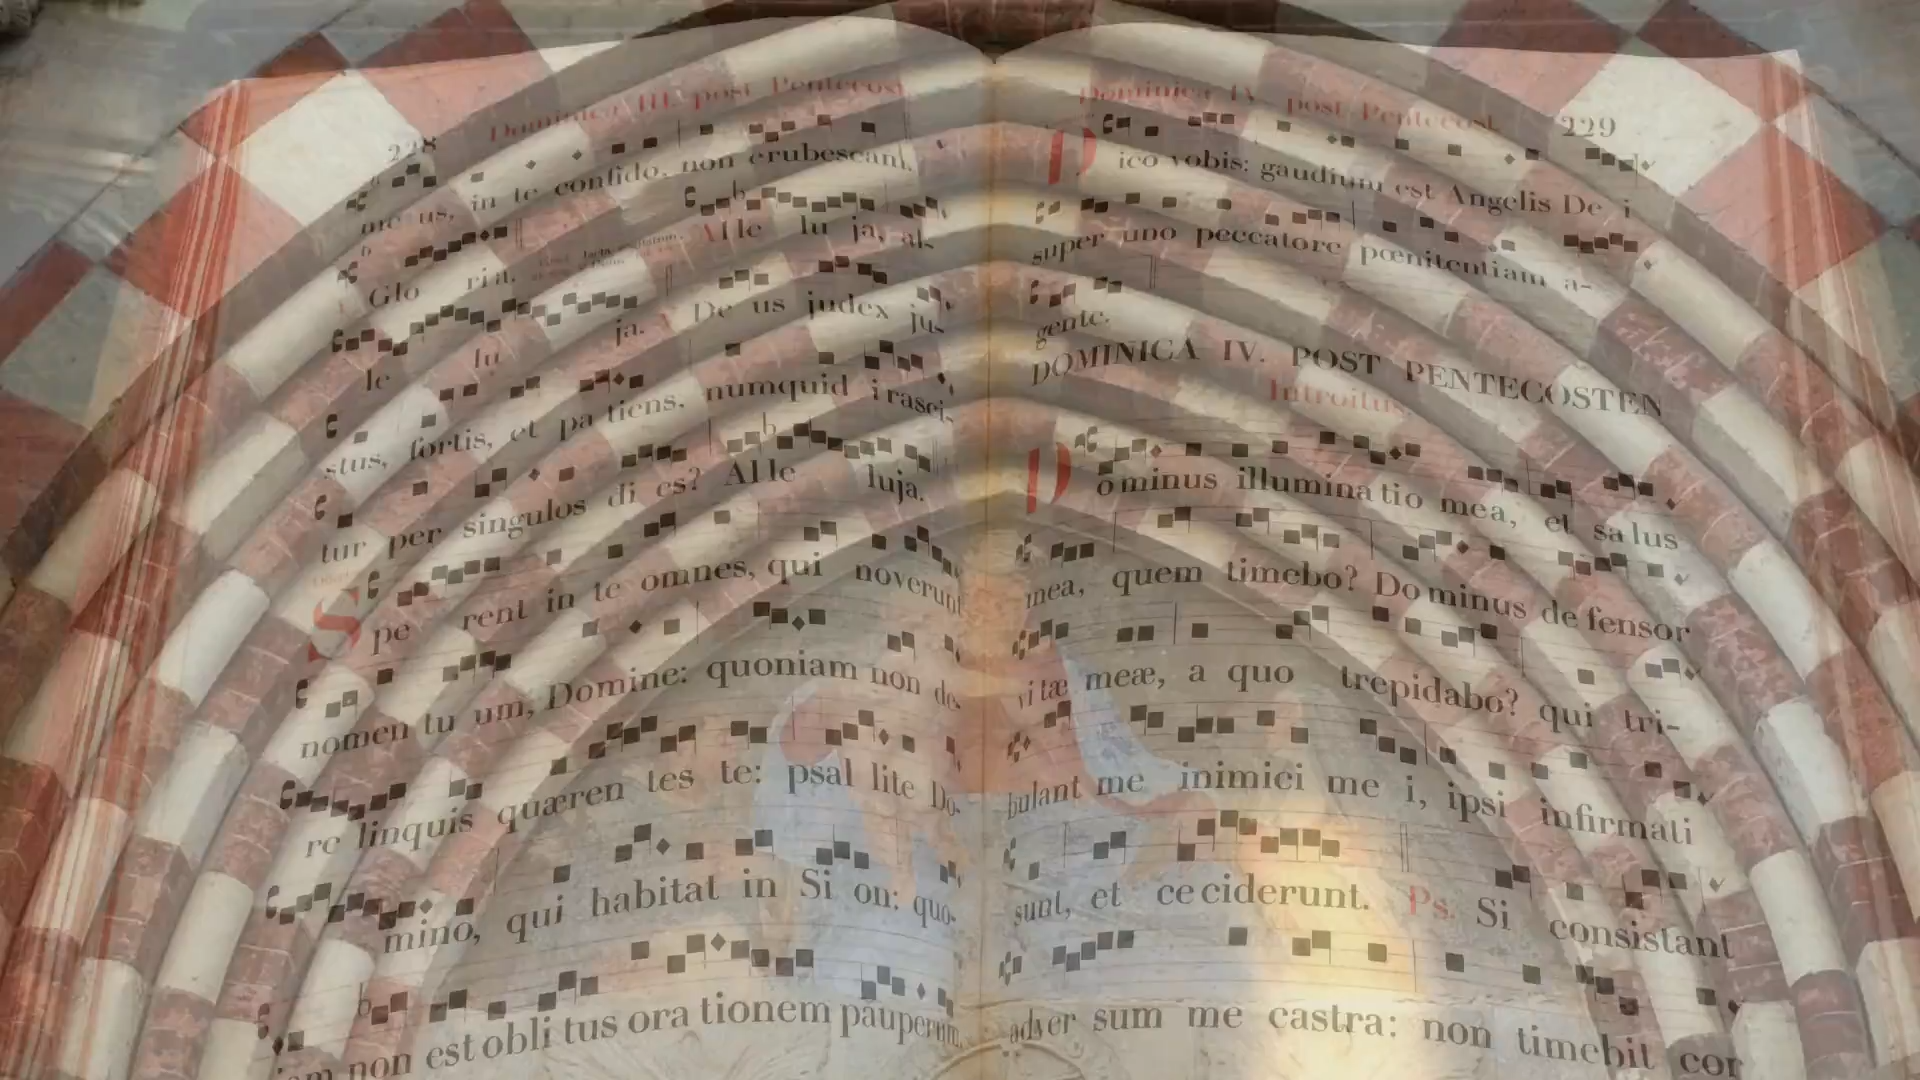 228 Dominica III. post Pentecost.
me us, in te confido, non erubescam.
Glo ria. Alle lu ja, al-
le lu ja. De us judex ju-
stus, fortis, et pa tiens, numquid i rasci-
tur per singulos di es? Alle luja.
Spe rent in te omnes, qui noverunt
nomen tu um, Domine: quoniam non de-
re linquis quæren tes te: psal lite Do-
mino, qui habitat in Si on: quo-
non est obli tus ora tionem pauperum.
Dominica IV. post Pentecost. 229
Dico vobis: gaudium est Angelis De i
super uno peccatore pœnitentiam a-
gente.
DOMINICA IV. POST PENTECOSTEN
Introitus.
Dominus illumina tio mea, et sa lus
mea, quem timebo? Do minus de fensor
vi tæ meæ, a quo trepidabo? qui tri-
bulant me inimici me i, ipsi infirmati
sunt, et ce ciderunt. Ps. Si consistant
adver sum me castra: non timebit cor